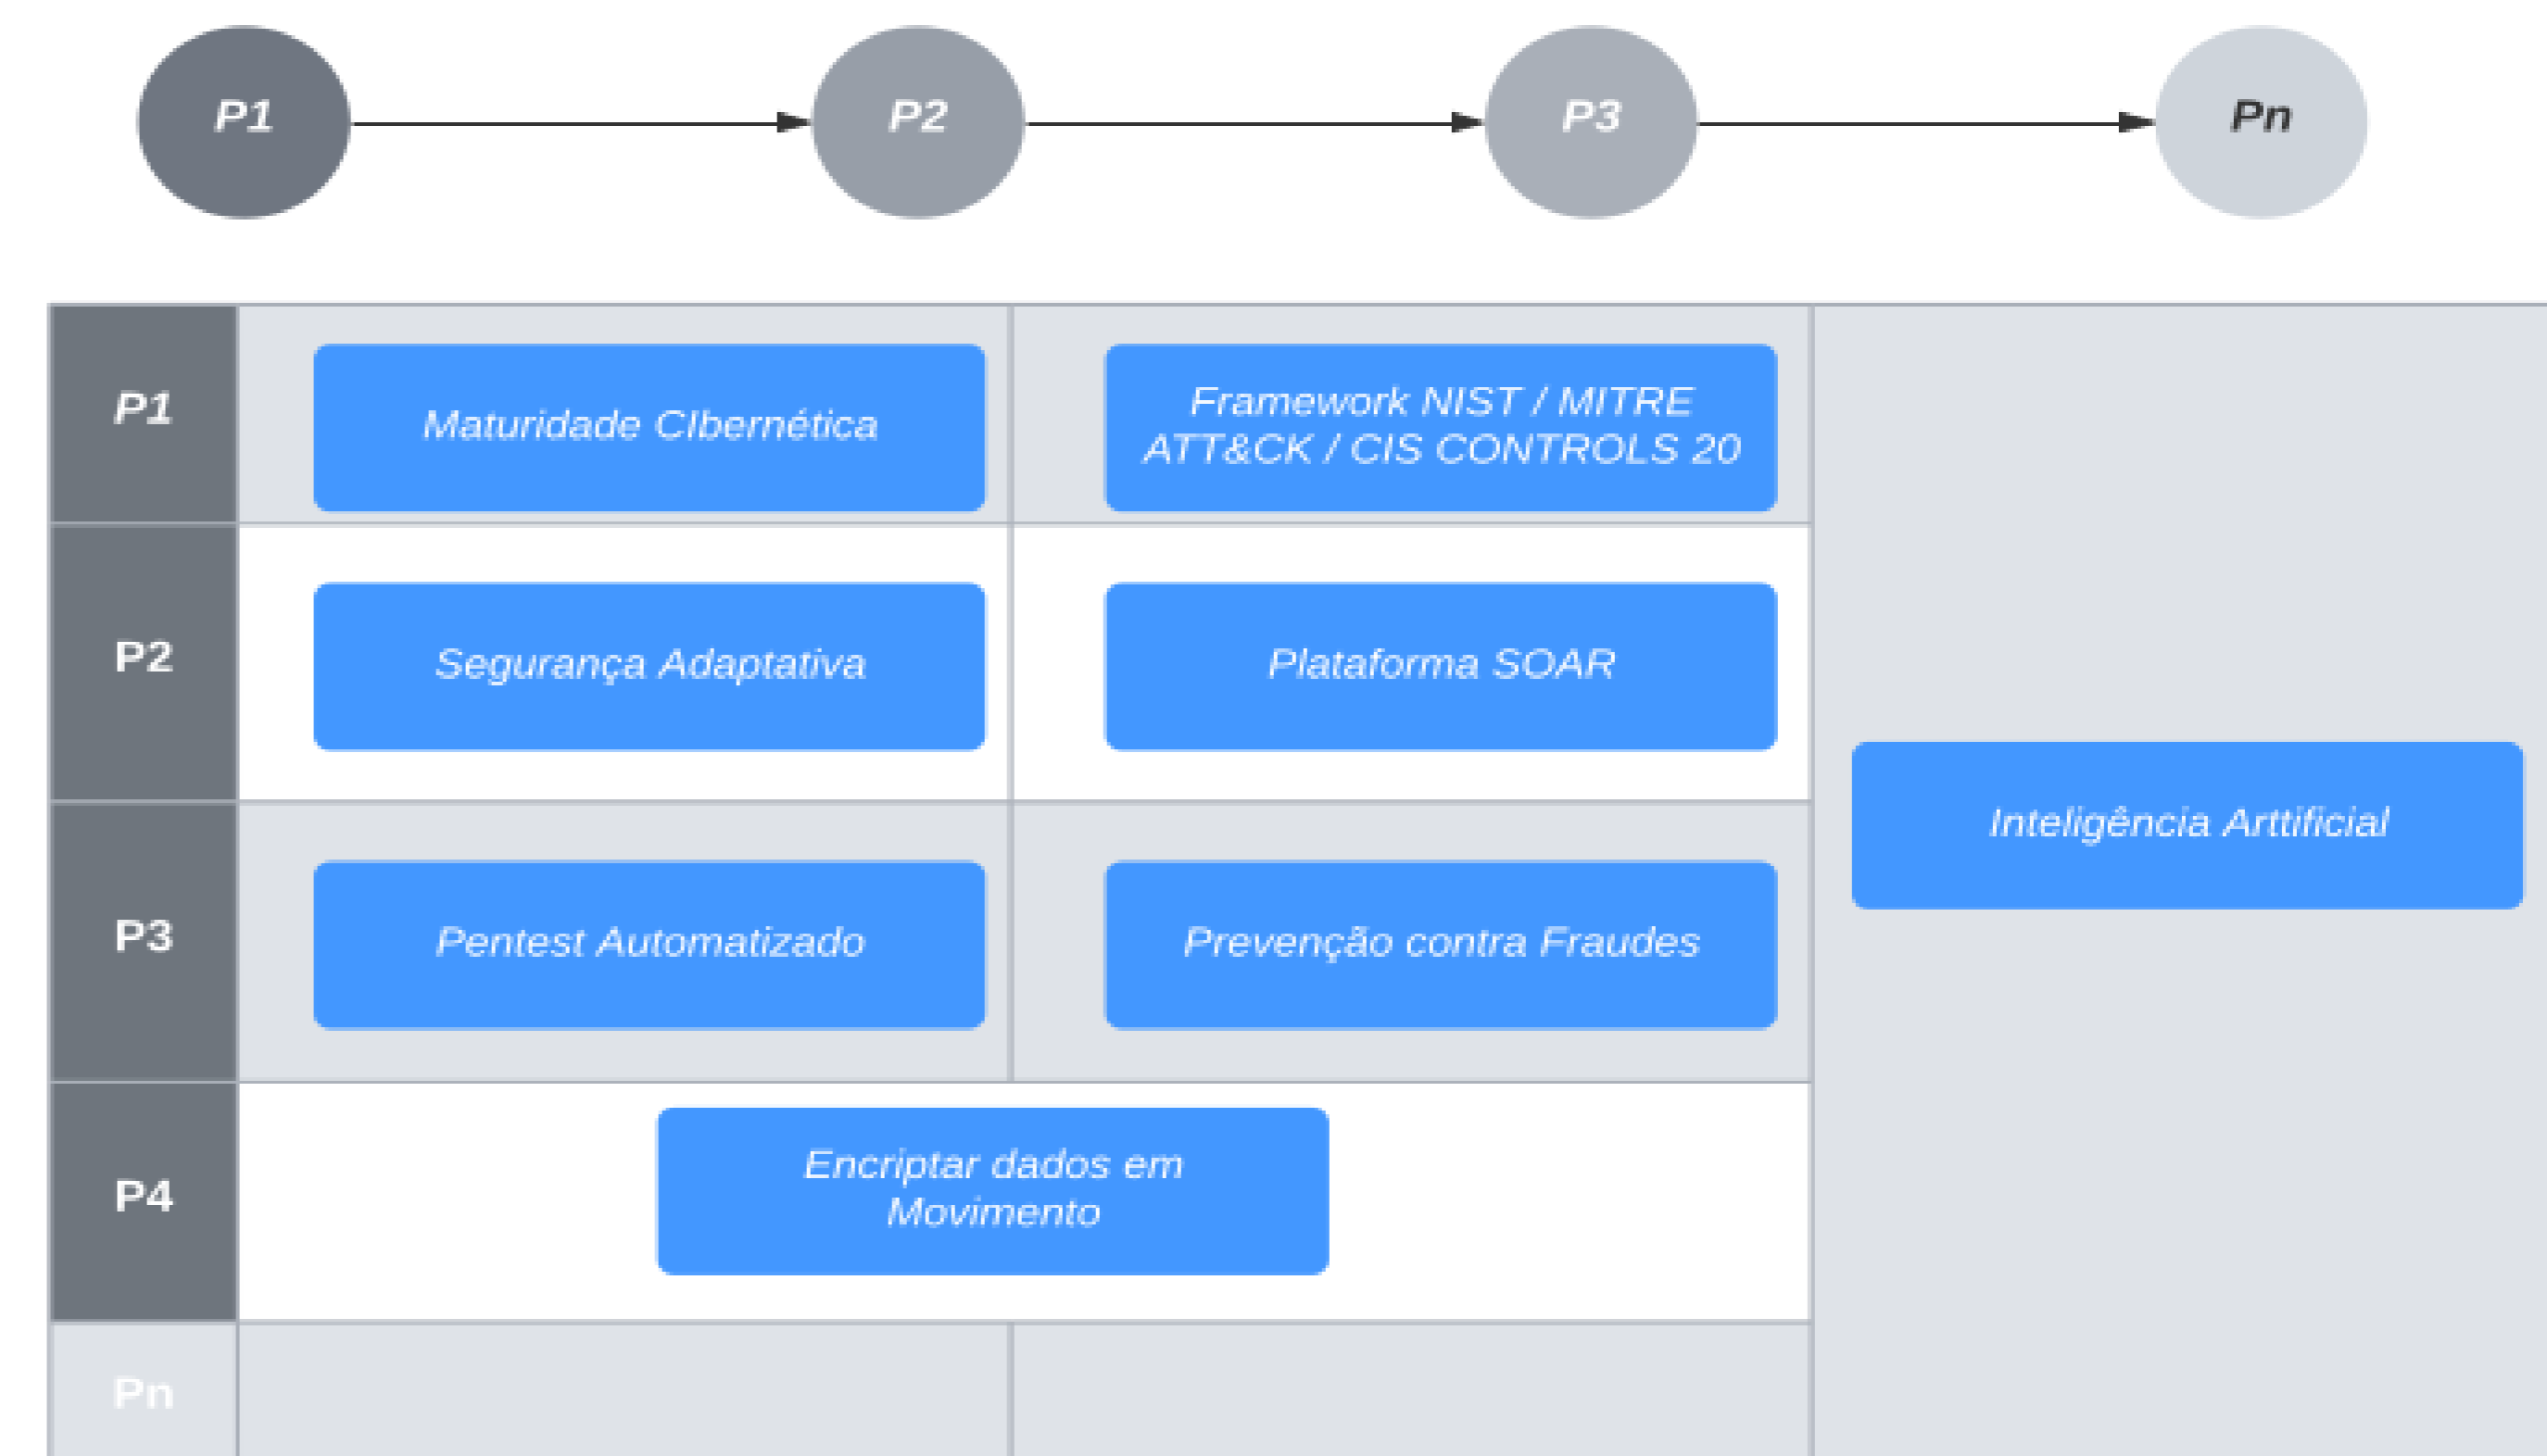 P1
P2
P3
Pn
P1
Maturidade CIbernética
Framework NIST / MITRE
ATT&CK / CIS CONTROLS 20
P2
Segurança Adaptativa
Plataforma SOAR
Inteligência Arttificial
P3
Pentest Automatizado
Prevenção contra Fraudes
P4
Encriptar dados em
Movimento
Pn